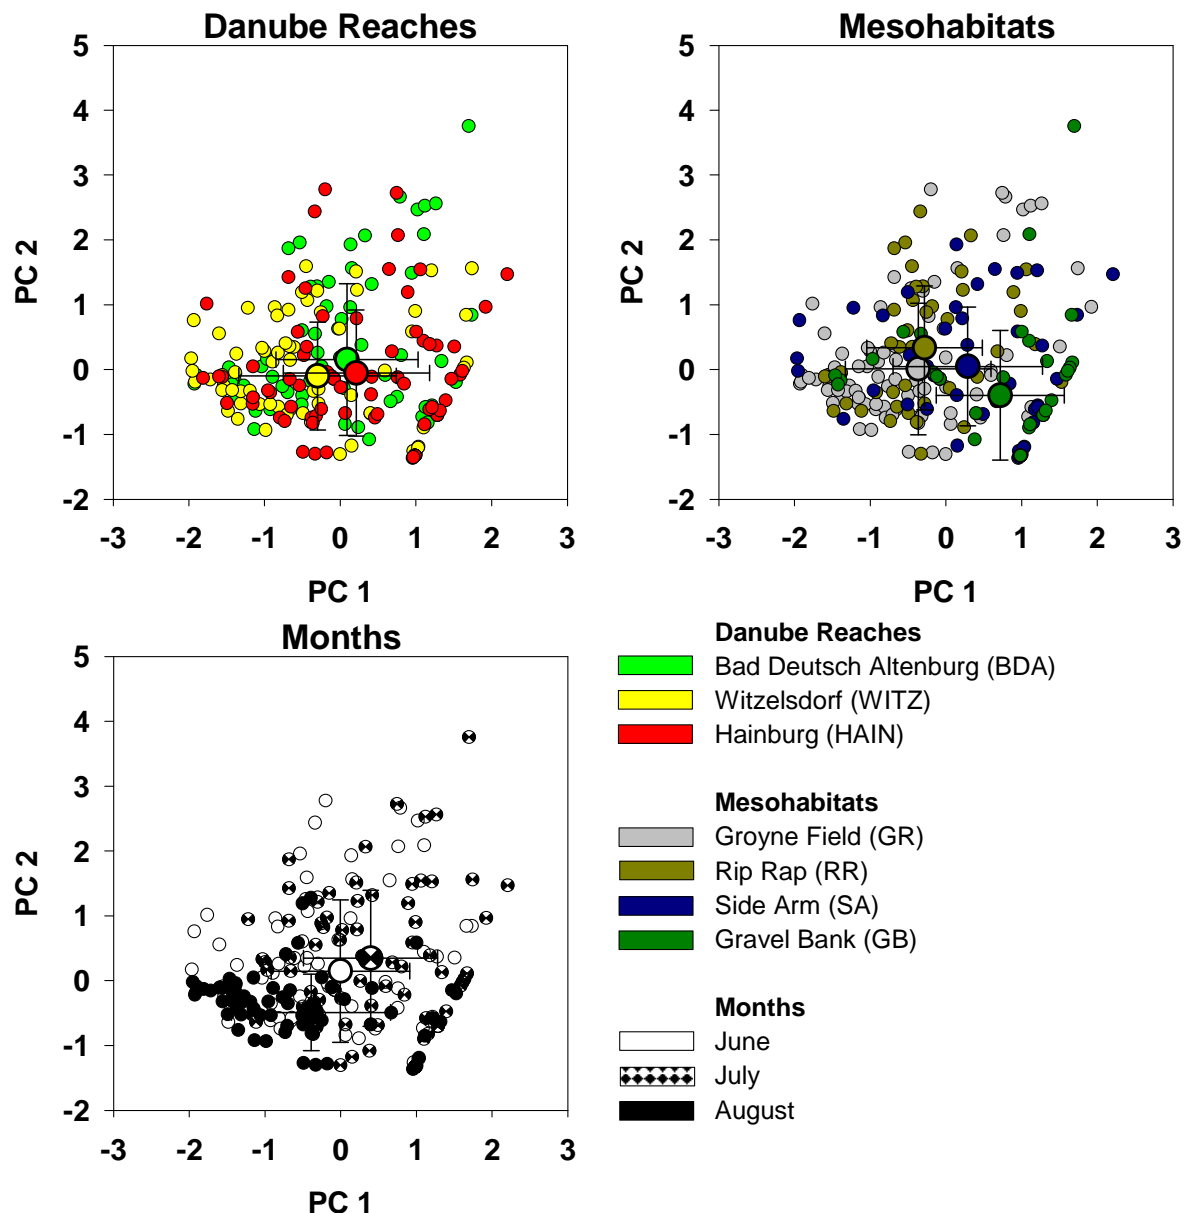 Danube Reaches
5
4
3
2
1
0
-1
-2
PC 2
-3 -2 -1 0 1 2 3
PC 1
Mesohabitats
5
4
3
2
1
0
-1
-2
PC 2
-3 -2 -1 0 1 2 3
PC 1
Months
5
4
3
2
1
0
-1
-2
PC 2
-3 -2 -1 0 1 2 3
PC 1
Danube Reaches
Bad Deutsch Altenburg (BDA)
Witzelsdorf (WITZ)
Hainburg (HAIN)
Mesohabitats
Groyne Field (GR)
Rip Rap (RR)
Side Arm (SA)
Gravel Bank (GB)
Months
June
July
August